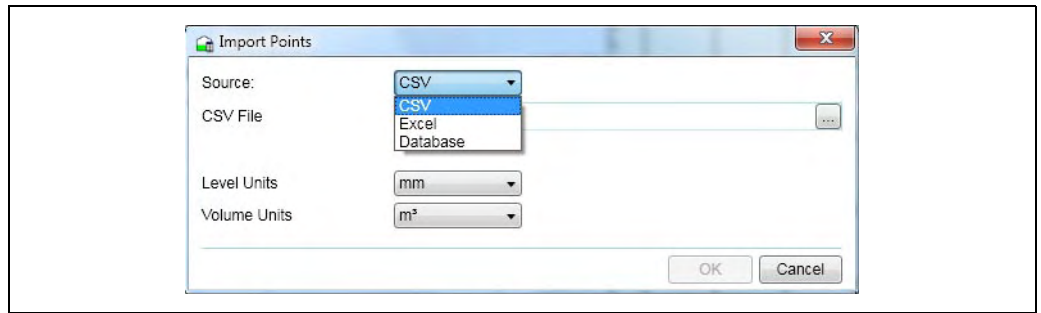 Import Points
Source:
CSV
CSV
Excel
Database
CSV File
...
Level Units
mm
Volume Units
m³
OK
Cancel